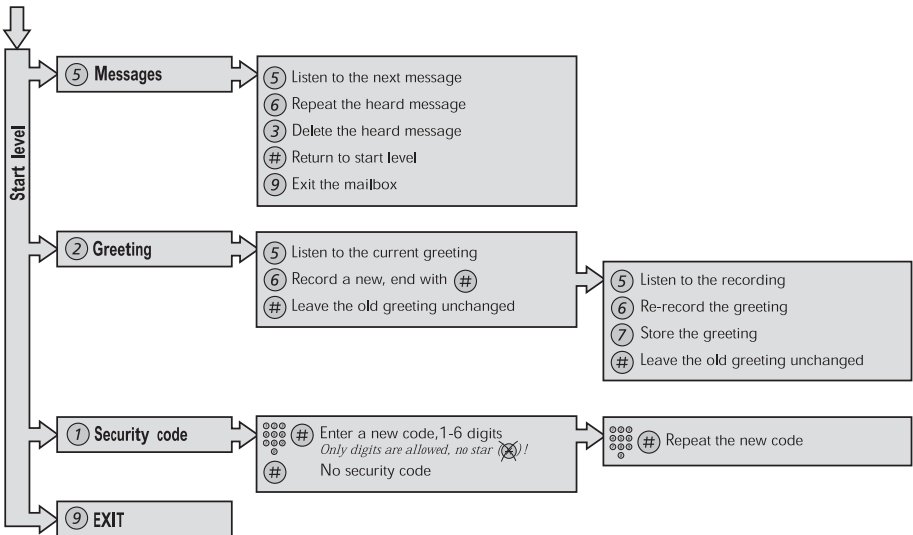 Start level
5 Messages
5 Listen to the next message
6 Repeat the heard message
3 Delete the heard message
# Return to start level
9 Exit the mailbox
2 Greeting
5 Listen to the current greeting
6 Record a new, end with #
# Leave the old greeting unchanged
5 Listen to the recording
6 Re-record the greeting
7 Store the greeting
# Leave the old greeting unchanged
1 Security code
# Enter a new code,1-6 digits
Only digits are allowed, no star (*)!
# No security code
# Repeat the new code
9 EXIT